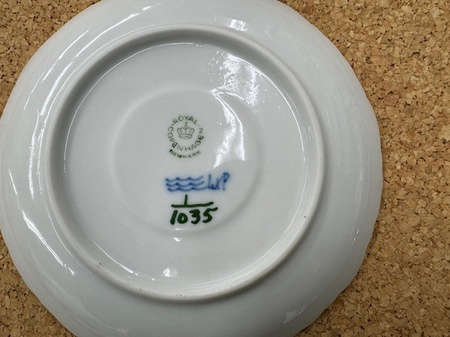 ROYAL
COPENHAGEN
DENMARK
1
1035